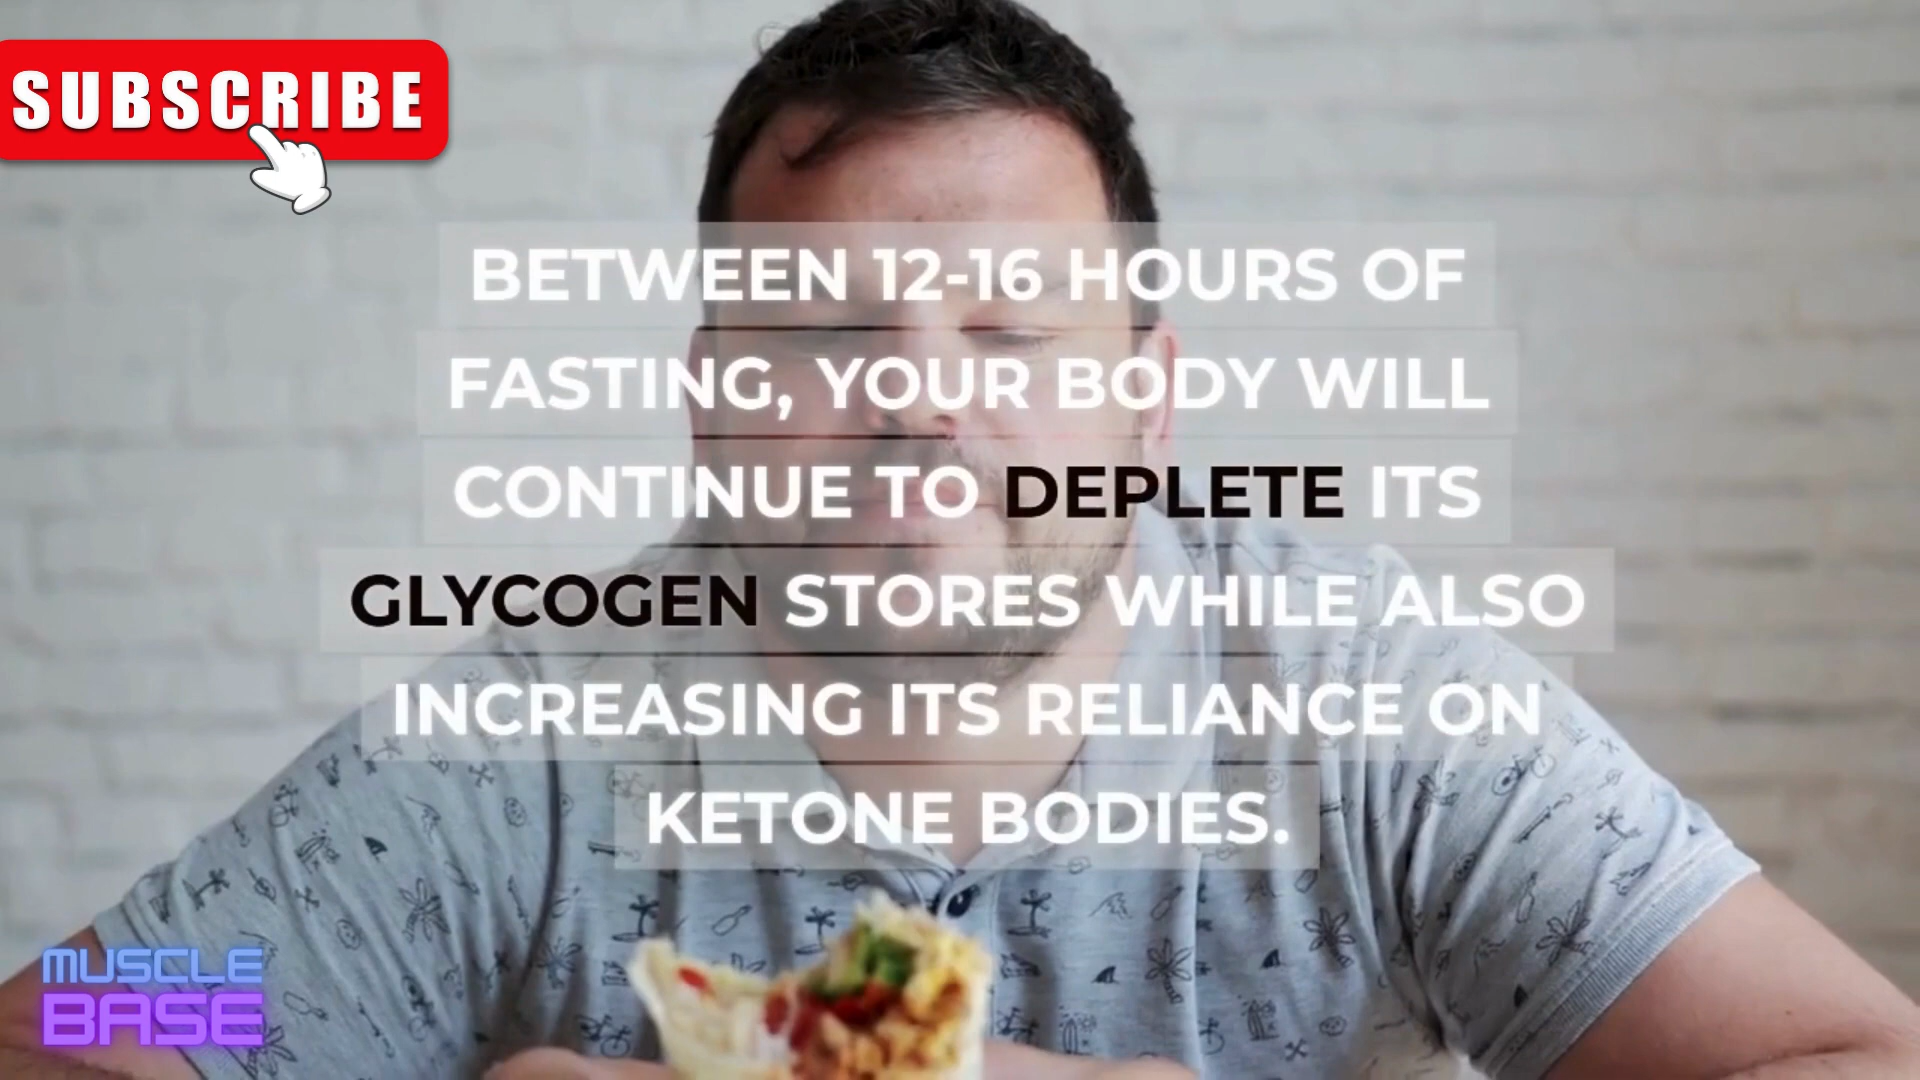 SUBSCRIBE
BETWEEN 12-16 HOURS OF
FASTING, YOUR BODY WILL
CONTINUE TO DEPLETE ITS
GLYCOGEN STORES WHILE ALSO
INCREASING ITS RELIANCE ON
KETONE BODIES.
MUSCLE
BASE